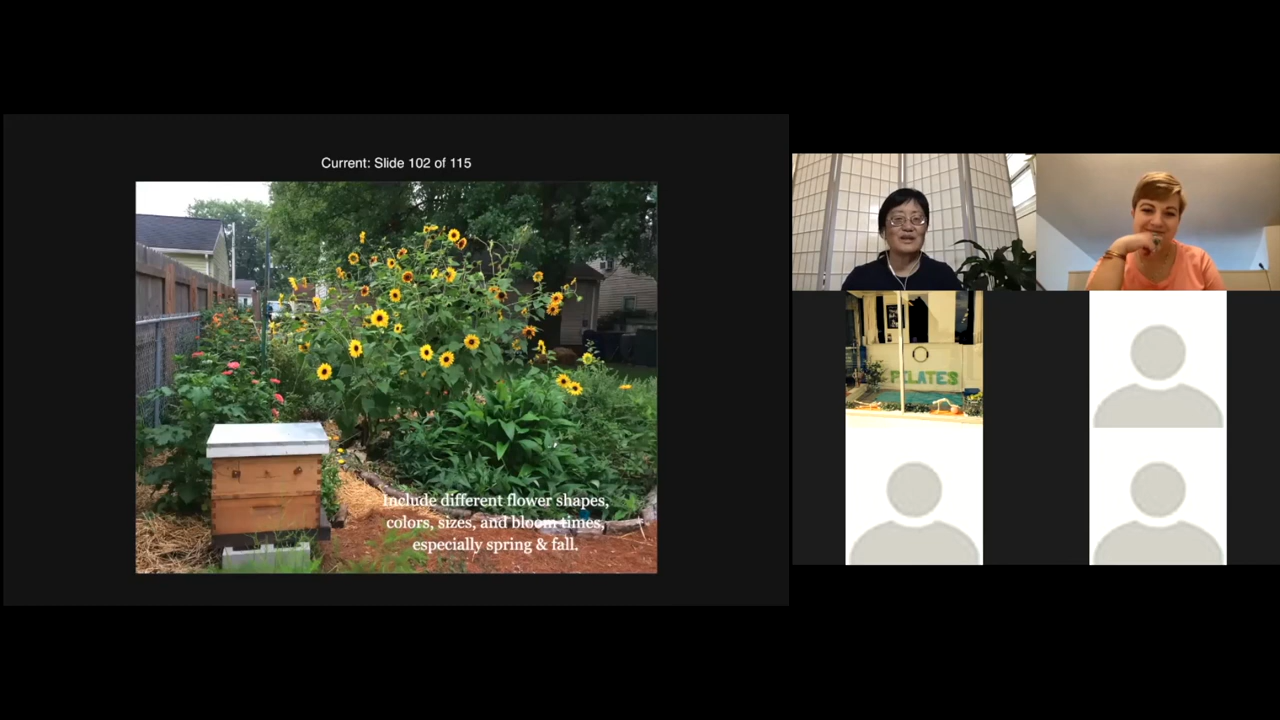 Current: Slide 102 of 115
Include different flower shapes,
colors, sizes, and bloom times,
especially spring & fall.
PILATES